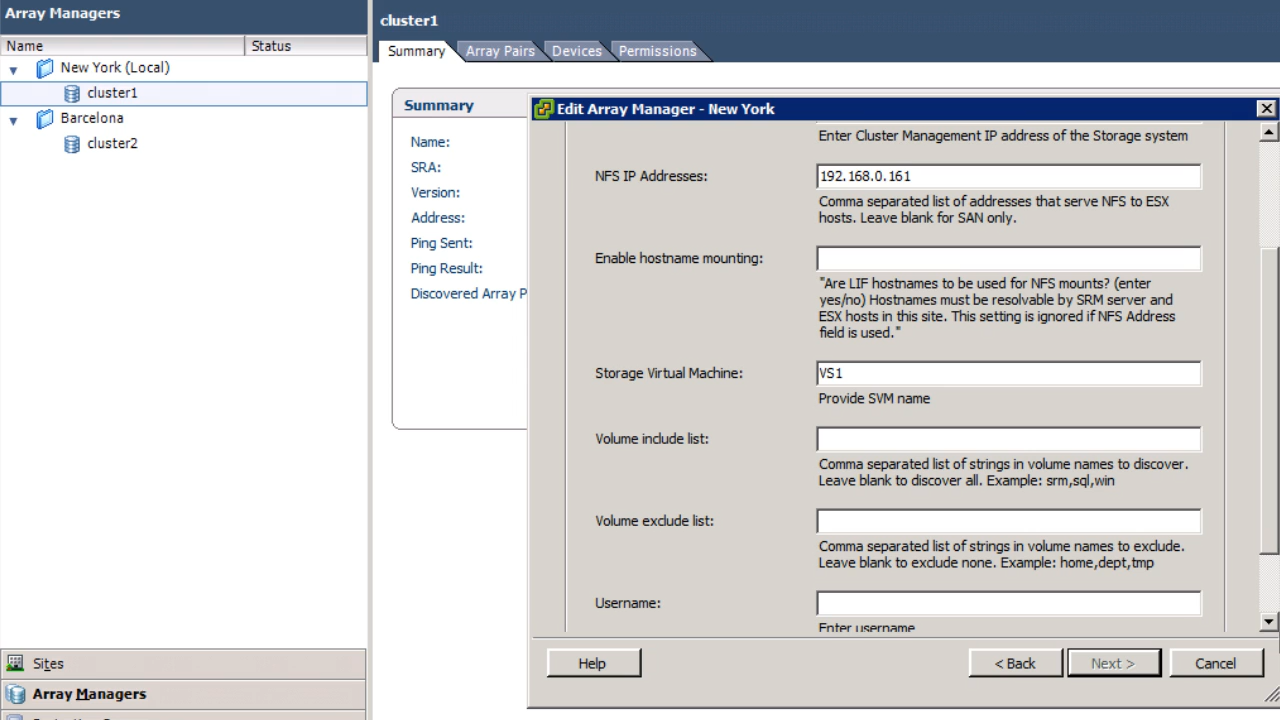 Array Managers
Name
Status
New York (Local)
cluster1
Barcelona
cluster2
Sites
Array Managers
cluster1
Summary
Array Pairs
Devices
Permissions
Summary
Name:
SRA:
Version:
Address:
Ping Sent:
Ping Result:
Discovered Array P
Edit Array Manager - New York
Enter Cluster Management IP address of the Storage system
NFS IP Addresses:
192.168.0.161
Comma separated list of addresses that serve NFS to ESX
hosts. Leave blank for SAN only.
Enable hostname mounting:
"Are LIF hostnames to be used for NFS mounts? (enter
yes/no) Hostnames must be resolvable by SRM server and
ESX hosts in this site. This setting is ignored if NFS Address
field is used."
Storage Virtual Machine:
VS1
Provide SVM name
Volume include list:
Comma separated list of strings in volume names to discover.
Leave blank to discover all. Example: srm,sql,win
Volume exclude list:
Comma separated list of strings in volume names to exclude.
Leave blank to exclude none. Example: home,dept,tmp
Username:
Enter username
Help
< Back
Next >
Cancel